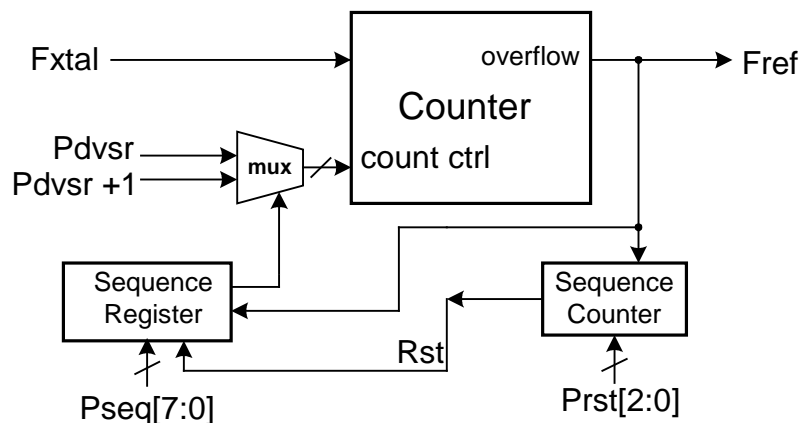 Fxtal
overflow
Fref
Counter
Pdvsr
Pdvsr +1
mux
count ctrl
Sequence
Register
Sequence
Counter
Rst
Pseq[7:0]
Prst[2:0]